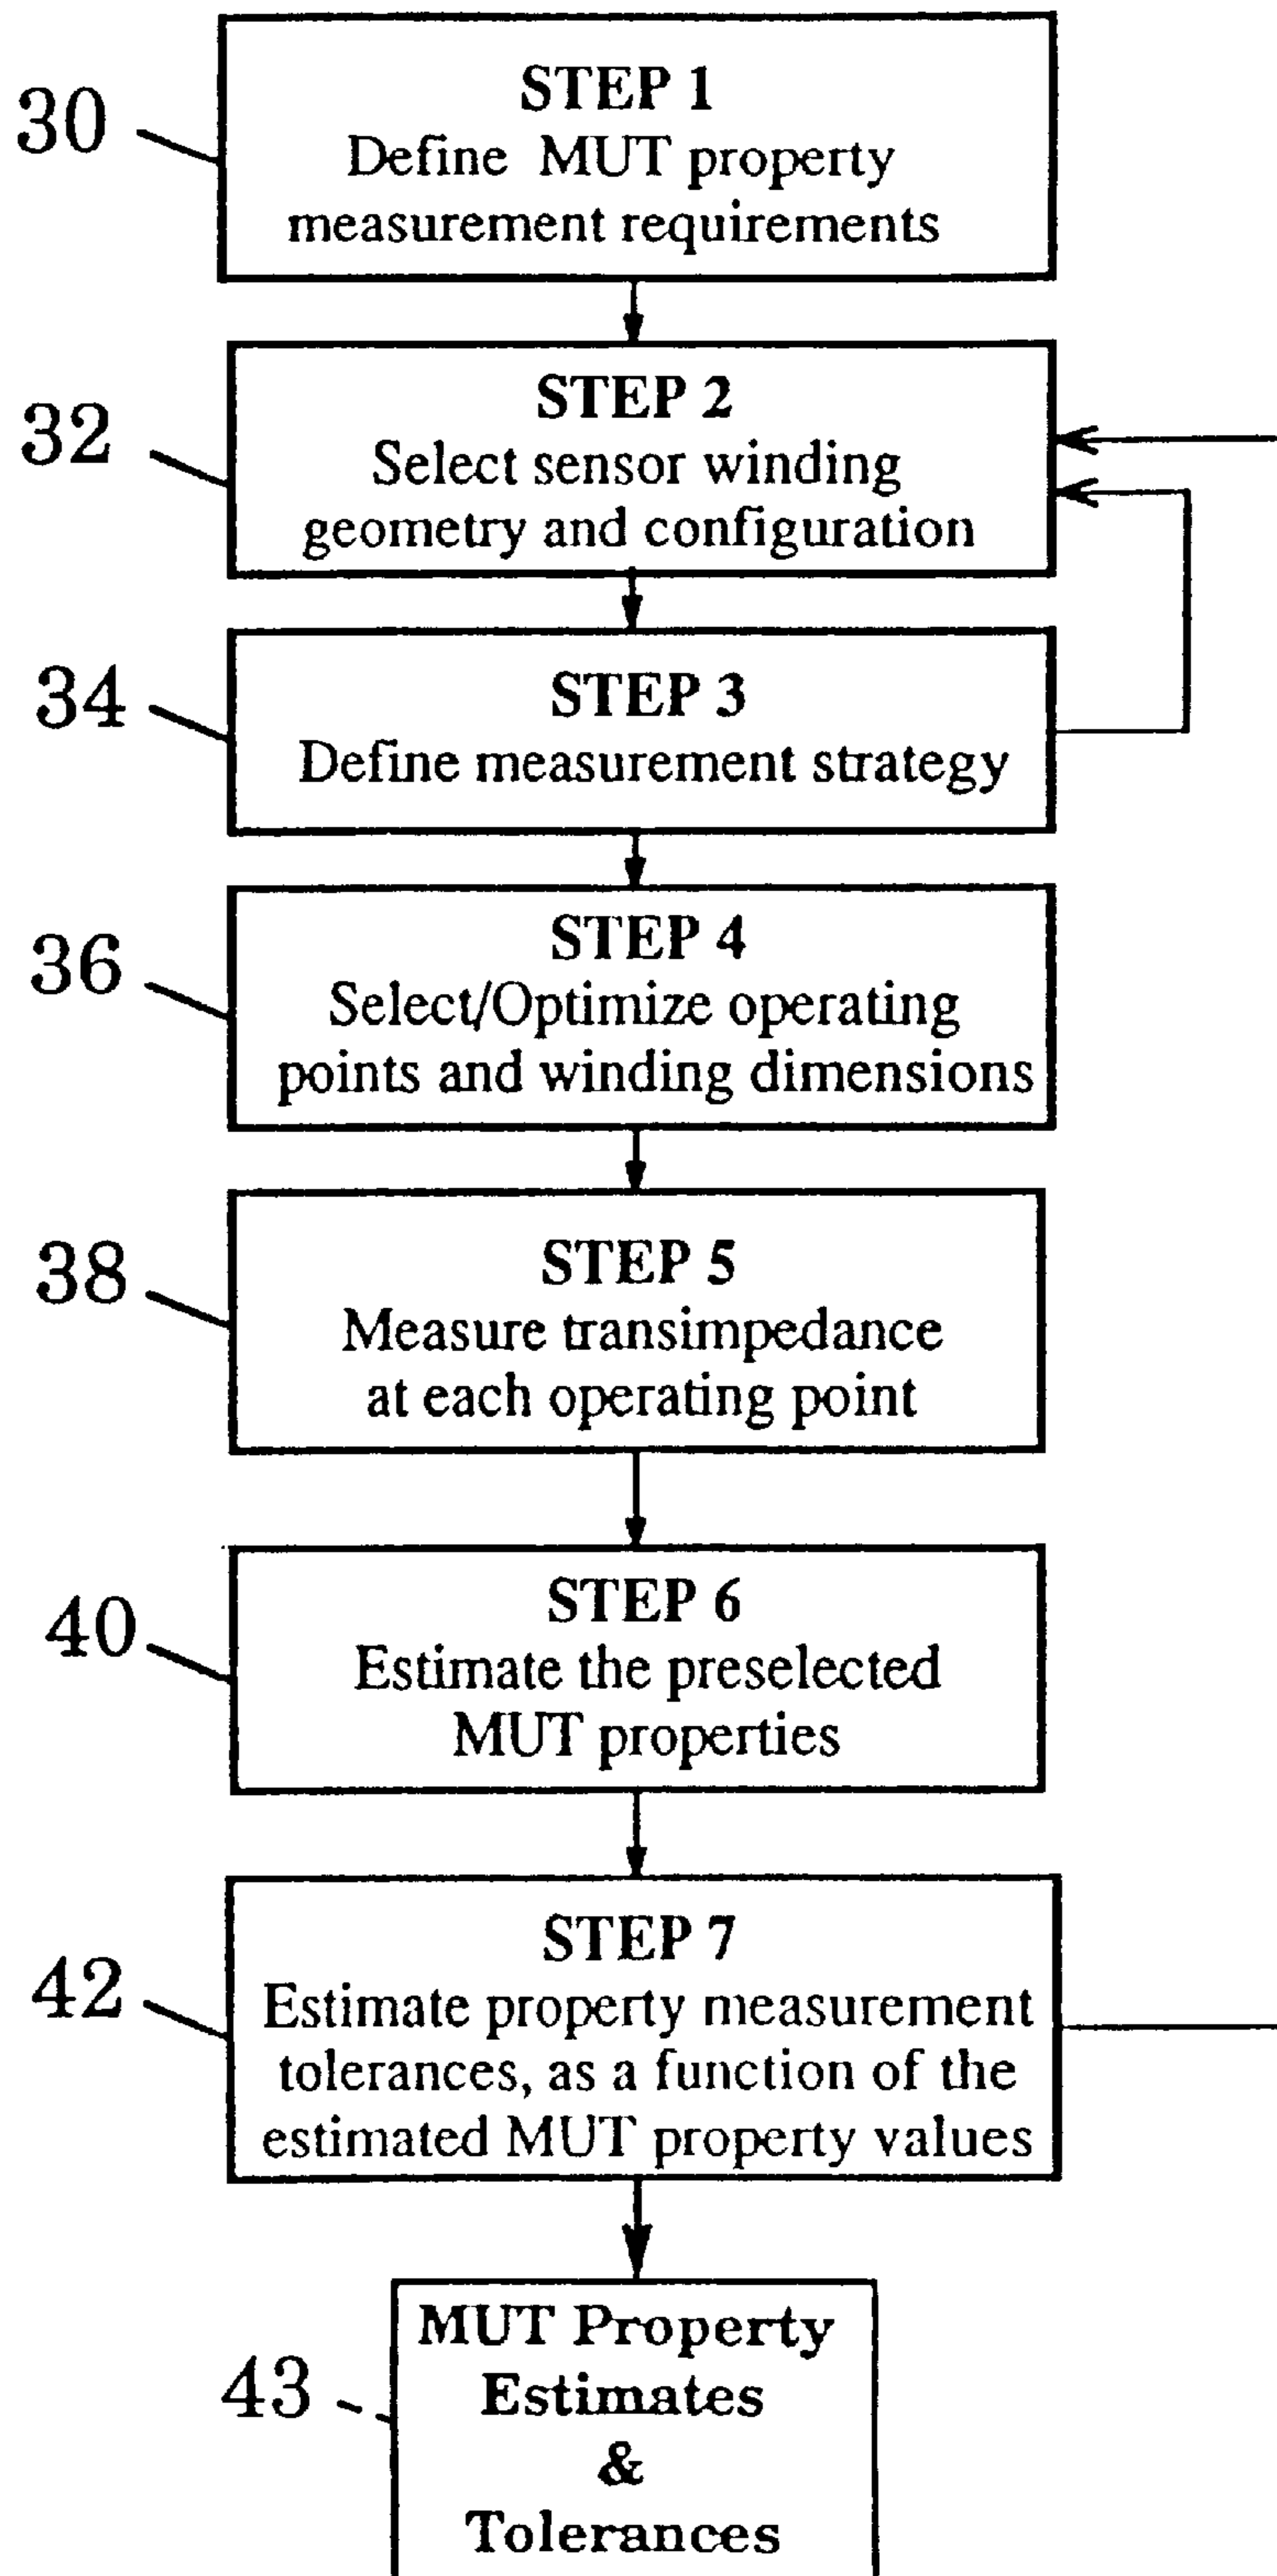 30
STEP 1
Define MUT property
measurement requirements
32
STEP 2
Select sensor winding
geometry and configuration
34
STEP 3
Define measurement strategy
36
STEP 4
Select/Optimize operating
points and winding dimensions
38
STEP 5
Measure transimpedance
at each operating point
40
STEP 6
Estimate the preselected
MUT properties
42
STEP 7
Estimate property measurement
tolerances, as a function of the
estimated MUT property values
43
MUT Property
Estimates
&
Tolerances